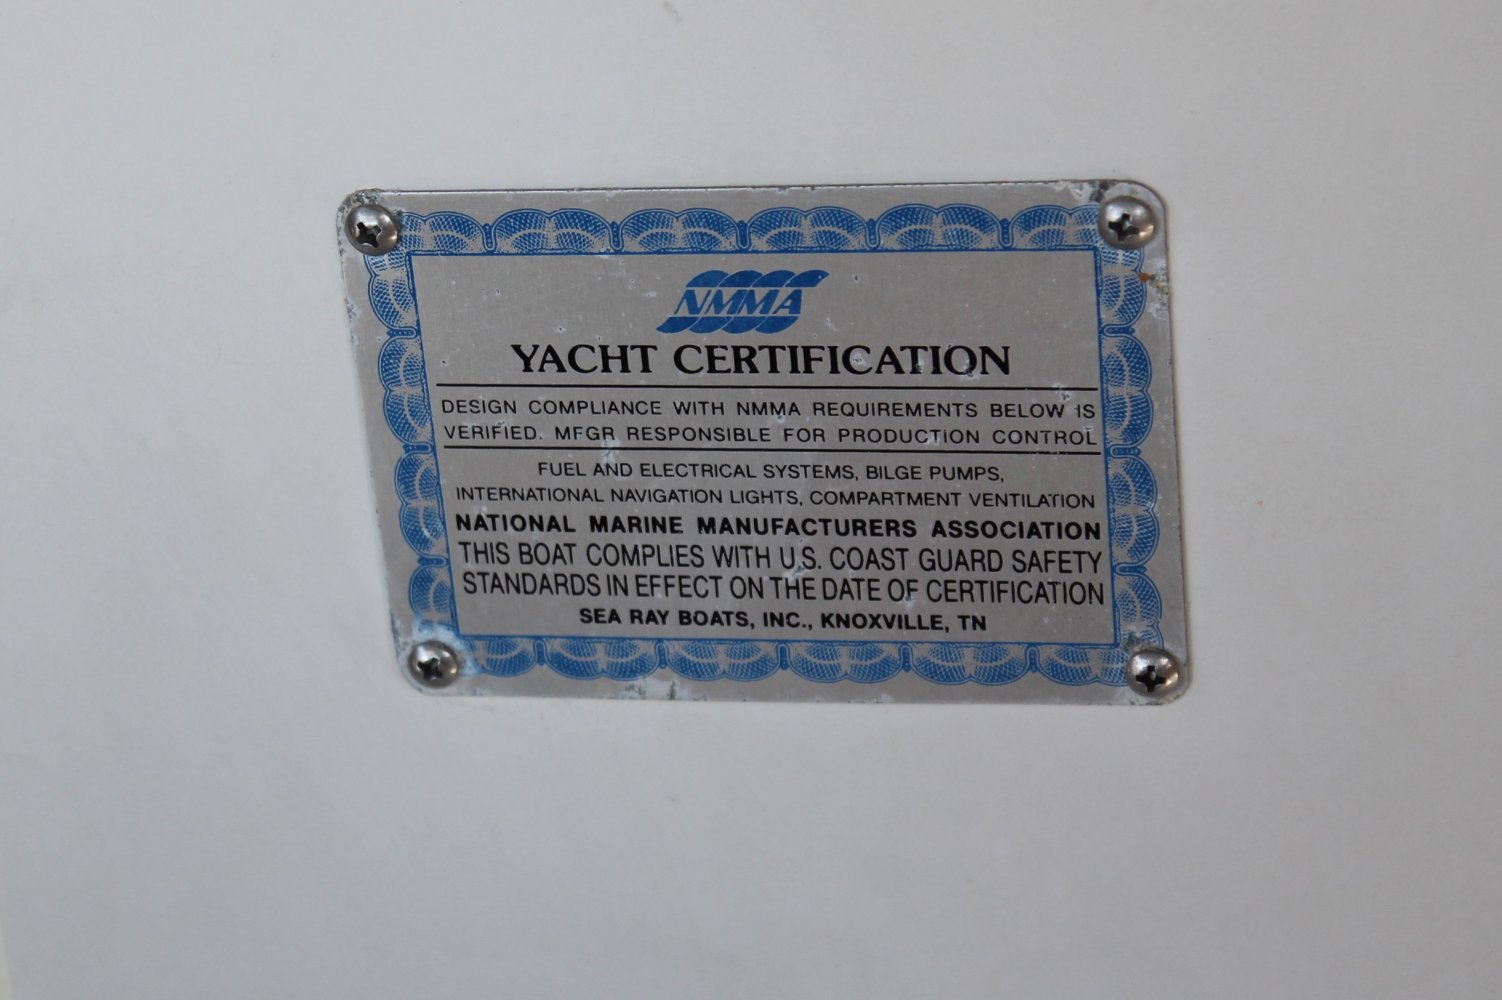 NMMA
YACHT CERTIFICATION
DESIGN COMPLIANCE WITH NMMA REQUIREMENTS BELOW IS
VERIFIED. MFGR RESPONSIBLE FOR PRODUCTION CONTROL
FUEL AND ELECTRICAL SYSTEMS, BILGE PUMPS,
INTERNATIONAL NAVIGATION LIGHTS, COMPARTMENT VENTILATION
NATIONAL MARINE MANUFACTURERS ASSOCIATION
THIS BOAT COMPLIES WITH U.S. COAST GUARD SAFETY
STANDARDS IN EFFECT ON THE DATE OF CERTIFICATION
SEA RAY BOATS, INC., KNOXVILLE, TN